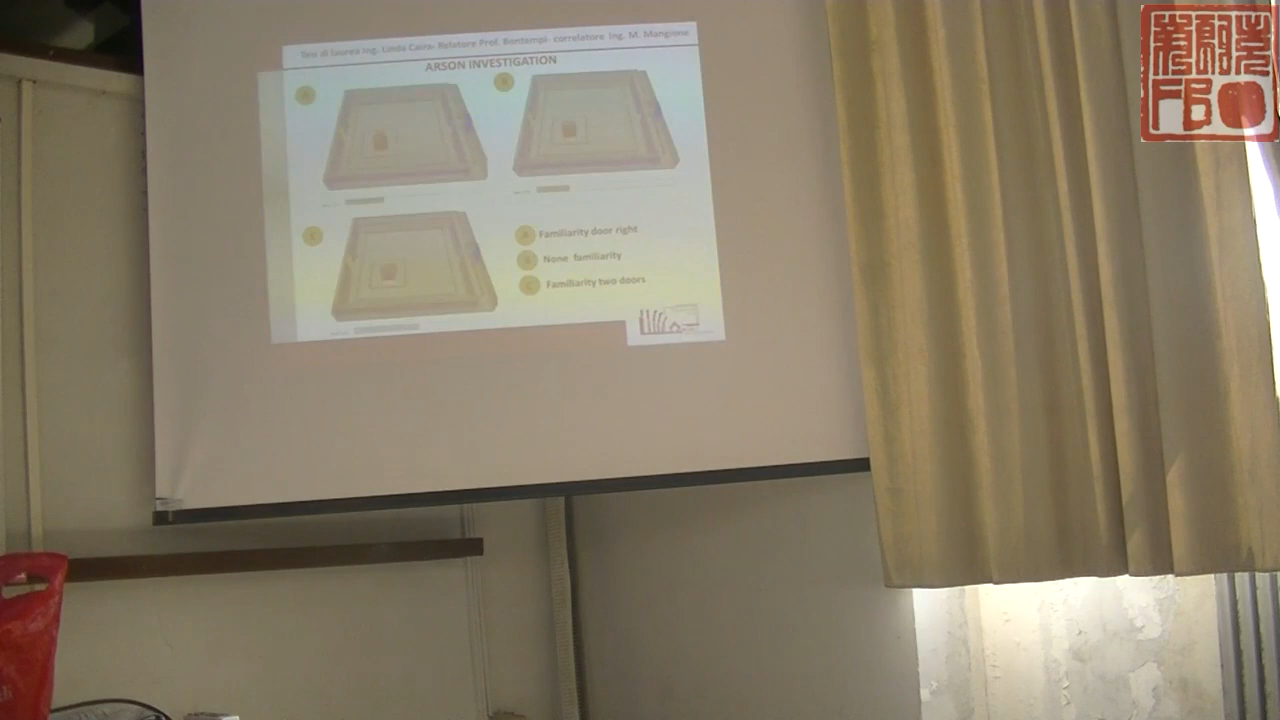 Tesi di laurea Ing. Linda Caira- Relatore Prof. Bontempi- correlatore Ing. M. Mangione
ARSON INVESTIGATION
A
B
C
A Familiarity door right
B None familiarity
C Familiarity two doors